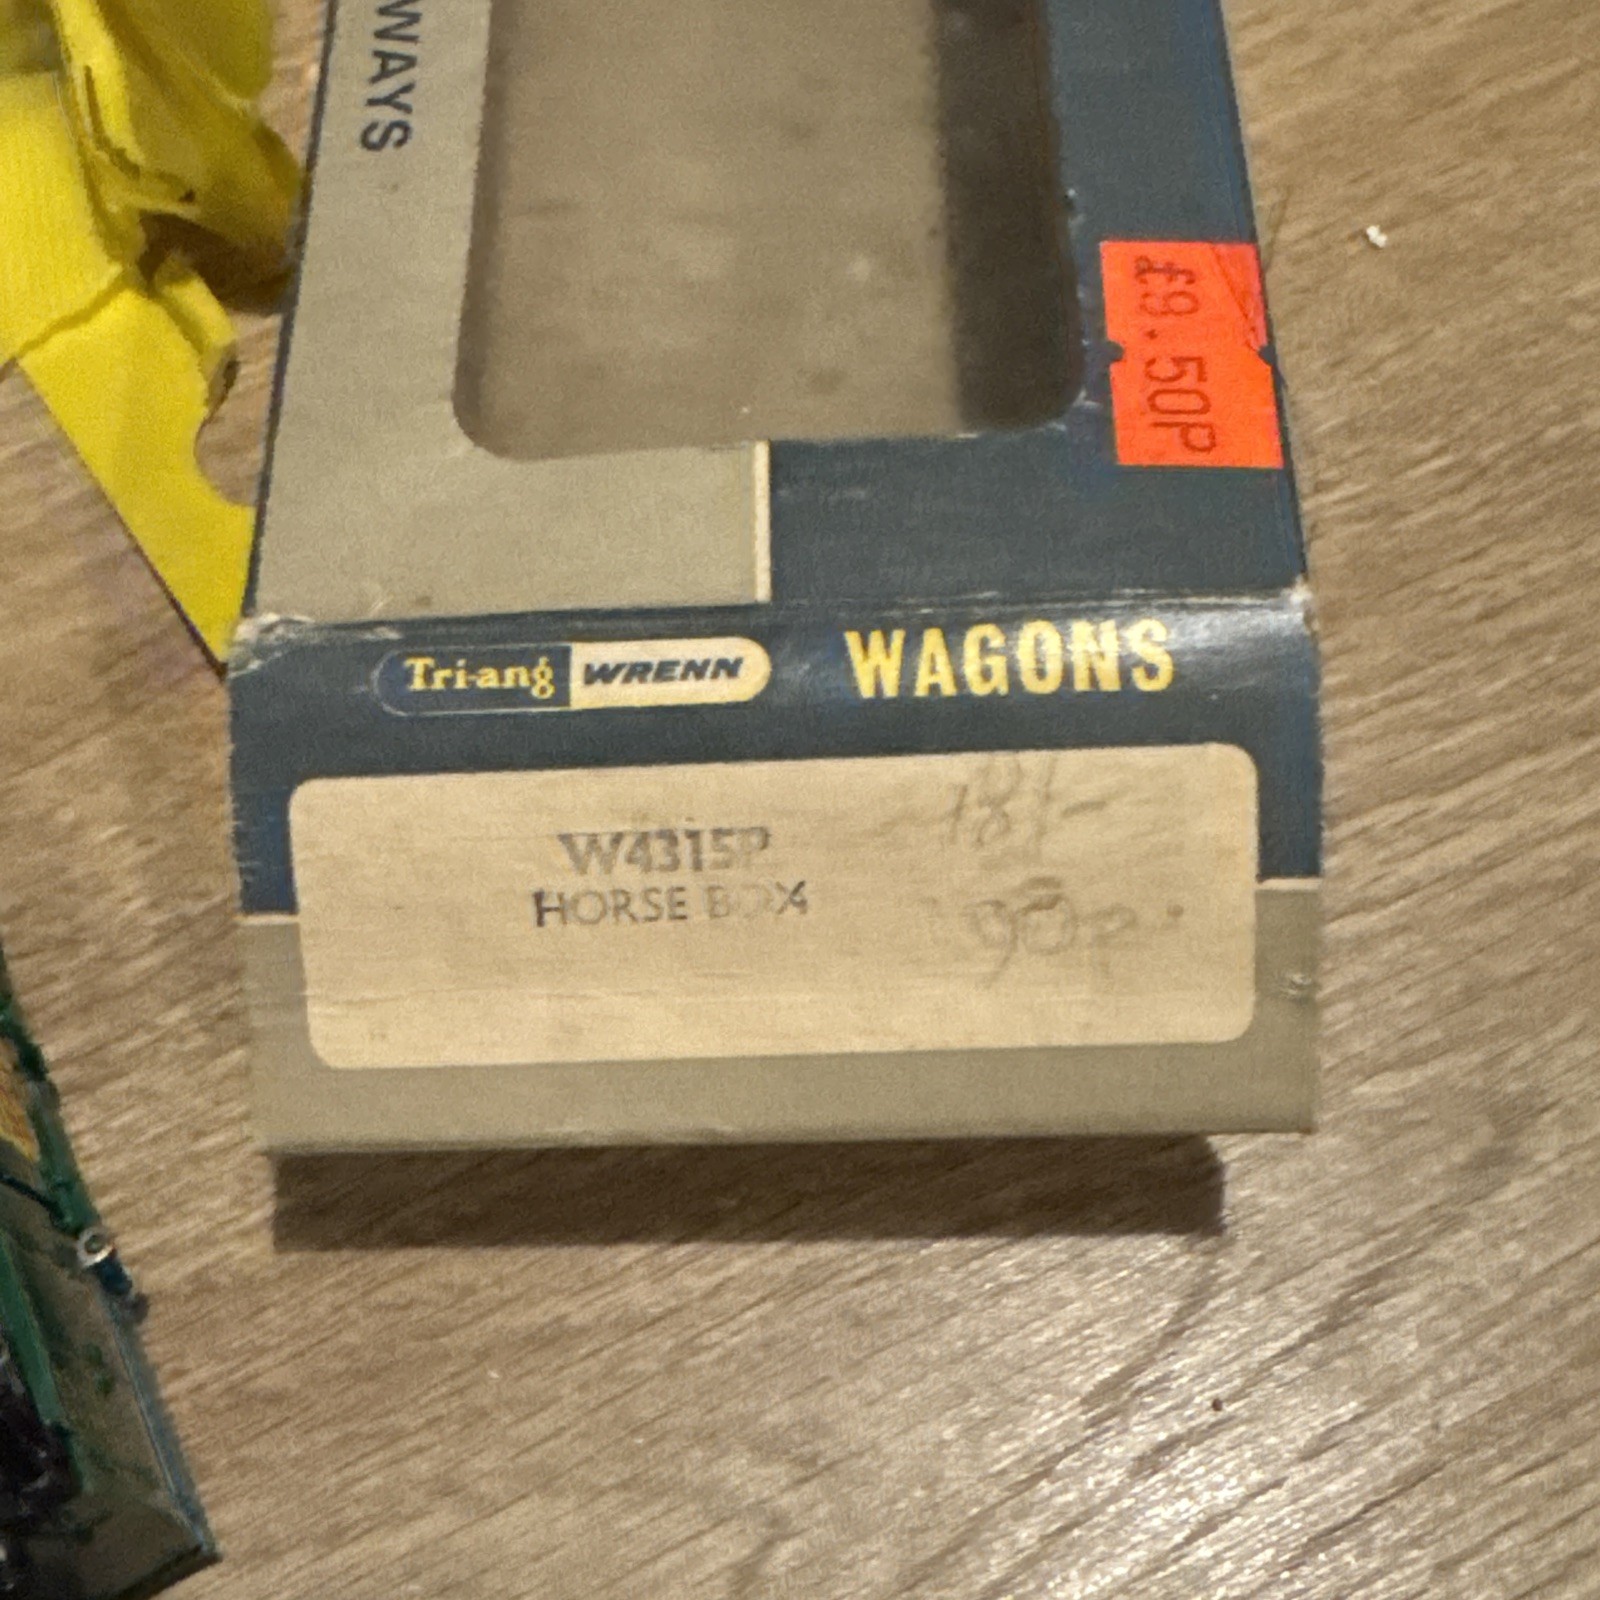 WAYS
£9.50P
Tri-ang WRENN WAGONS
W4315P
HORSE BOX
18/-
90p.